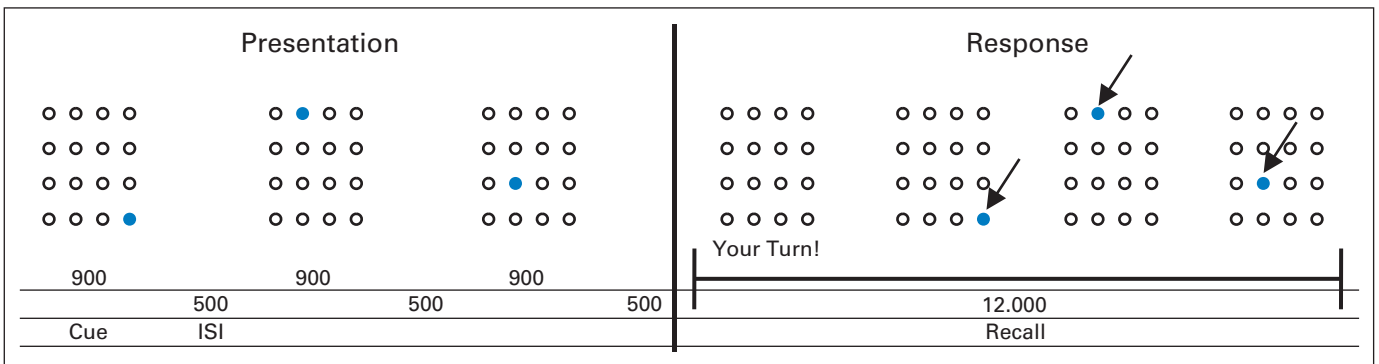 Presentation
Response
Your Turn!
900 900 900
500 500 500 12.000
Cue ISI Recall